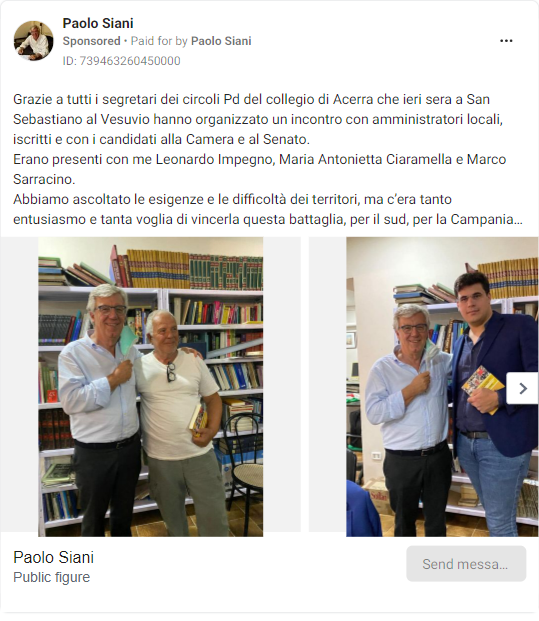 Paolo Siani
Sponsored • Paid for by Paolo Siani
ID: 739463260450000
Grazie a tutti i segretari dei circoli Pd del collegio di Acerra che ieri sera a San
Sebastiano al Vesuvio hanno organizzato un incontro con amministratori locali,
iscritti e con i candidati alla Camera e al Senato.
Erano presenti con me Leonardo Impegno, Maria Antonietta Ciaramella e Marco
Sarracino.
Abbiamo ascoltato le esigenze e le difficoltà dei territori, ma c’era tanto
entusiasmo e tanta voglia di vincerla questa battaglia, per il sud, per la Campania...
Paolo Siani
Public figure
Send messa...